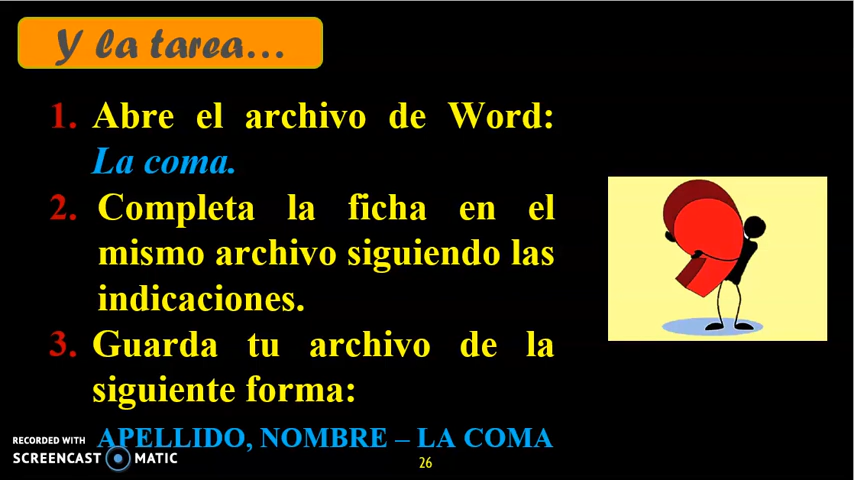 Y la tarea...
1. Abre el archivo de Word:
La coma.
2. Completa la ficha en el
mismo archivo siguiendo las
indicaciones.
3. Guarda tu archivo de la
siguiente forma:
APELLIDO, NOMBRE – LA COMA
RECORDED WITH
SCREENCAST MATIC
26